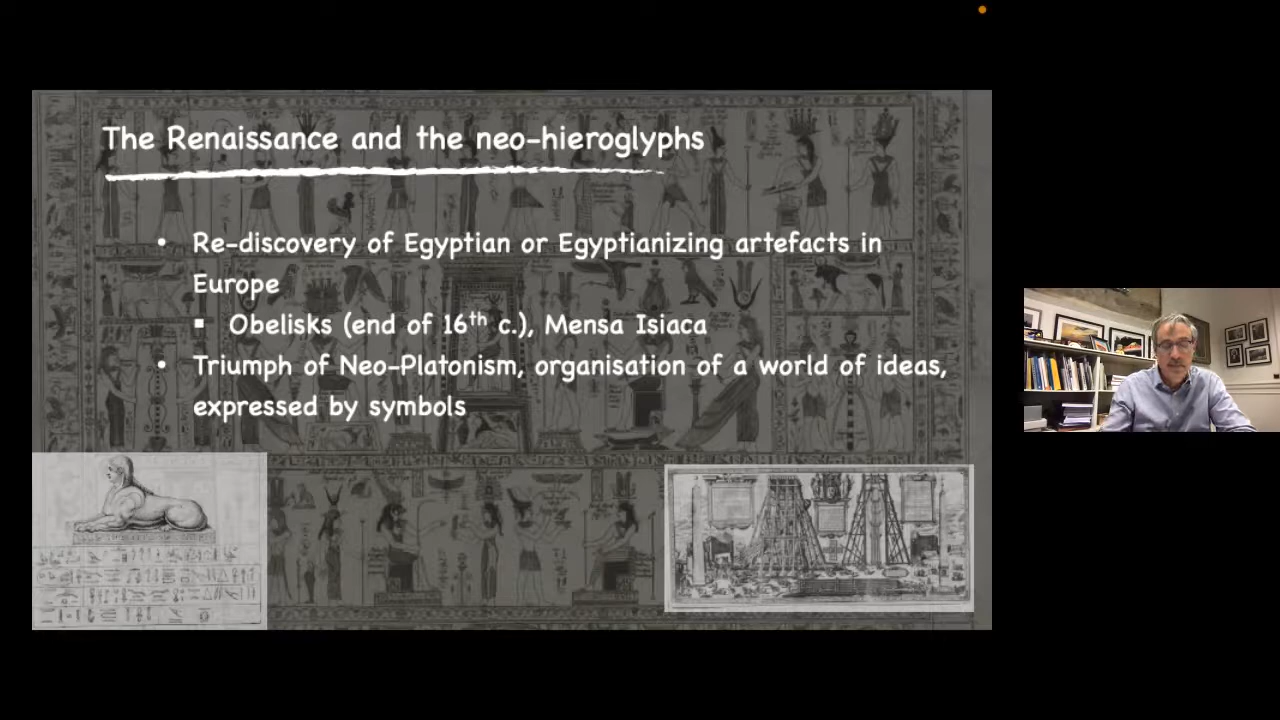 The Renaissance and the neo-hieroglyphs
• Re-discovery of Egyptian or Egyptianizing artefacts in
Europe
▪ Obelisks (end of 16th c.), Mensa Isiaca
• Triumph of Neo-Platonism, organisation of a world of ideas,
expressed by symbols